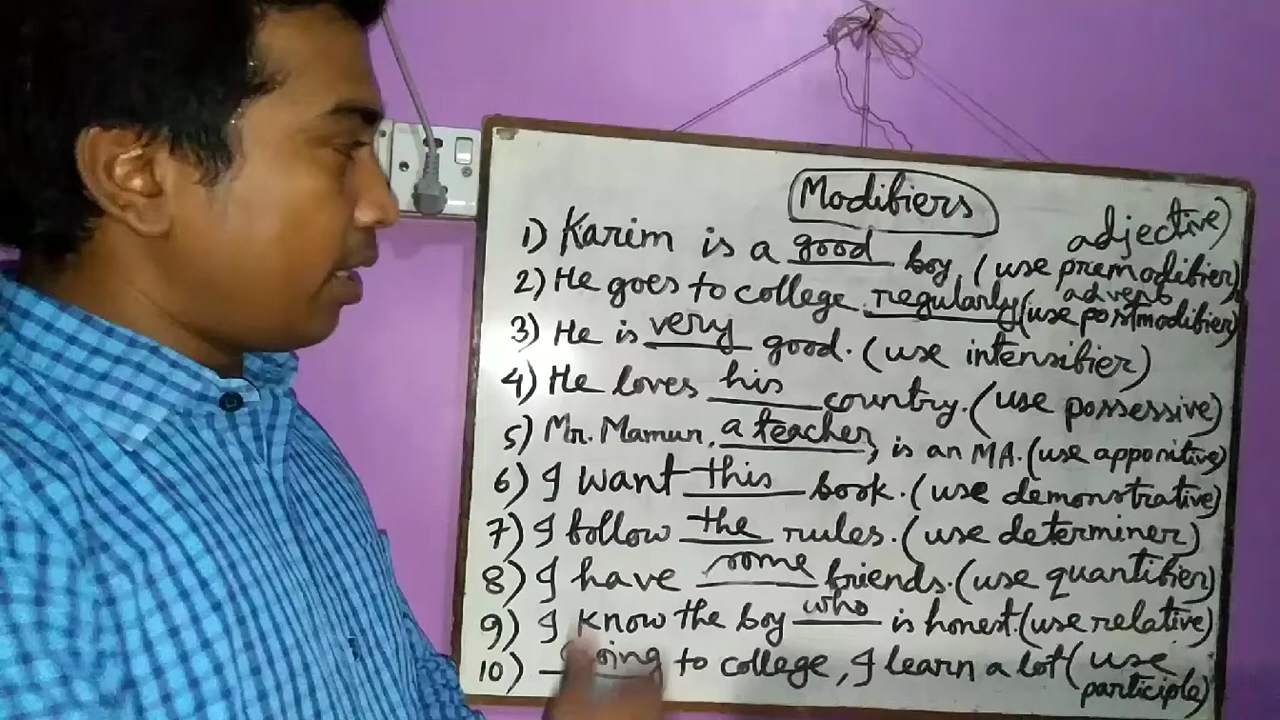 Modifiers
1) Karim is a good boy. (use premodifier) adjective)
2) He goes to college regularly (use postmodifier) adverb
3) He is very good. (use intensifier)
4) He loves his country. (use possessive)
5) Mr. Mamun, a teacher, is an MA. (use appositive)
6) I want this book. (use demonstrative)
7) I follow the rules. (use determiner)
8) I have some friends. (use quantifier)
9) I know the boy who is honest. (use relative)
10) Going to college, I learn a lot (use participle)